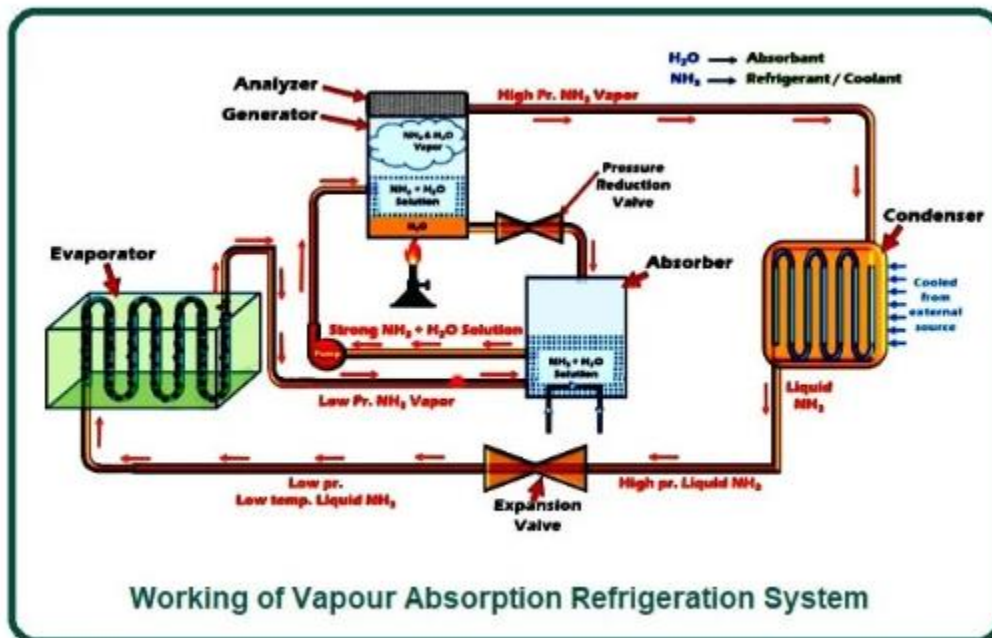 H₂O → Absorbant
NH₃ → Refrigerant / Coolant
Analyzer
Generator
High Pr. NH₃ Vapor
NH₃ & H₂O
Vapor
NH₃ + H₂O
Solution
H₂O
Pressure
Reduction
Valve
Condenser
Evaporator
Absorber
Cooled
from
external
source
Strong NH₃ + H₂O Solution
Pump
NH₃ + H₂O
Solution
Low Pr. NH₃ Vapor
Liquid
NH₃
Low pr.
Low temp. Liquid NH₃
High pr. Liquid NH₃
Expansion
Valve
Working of Vapour Absorption Refrigeration System